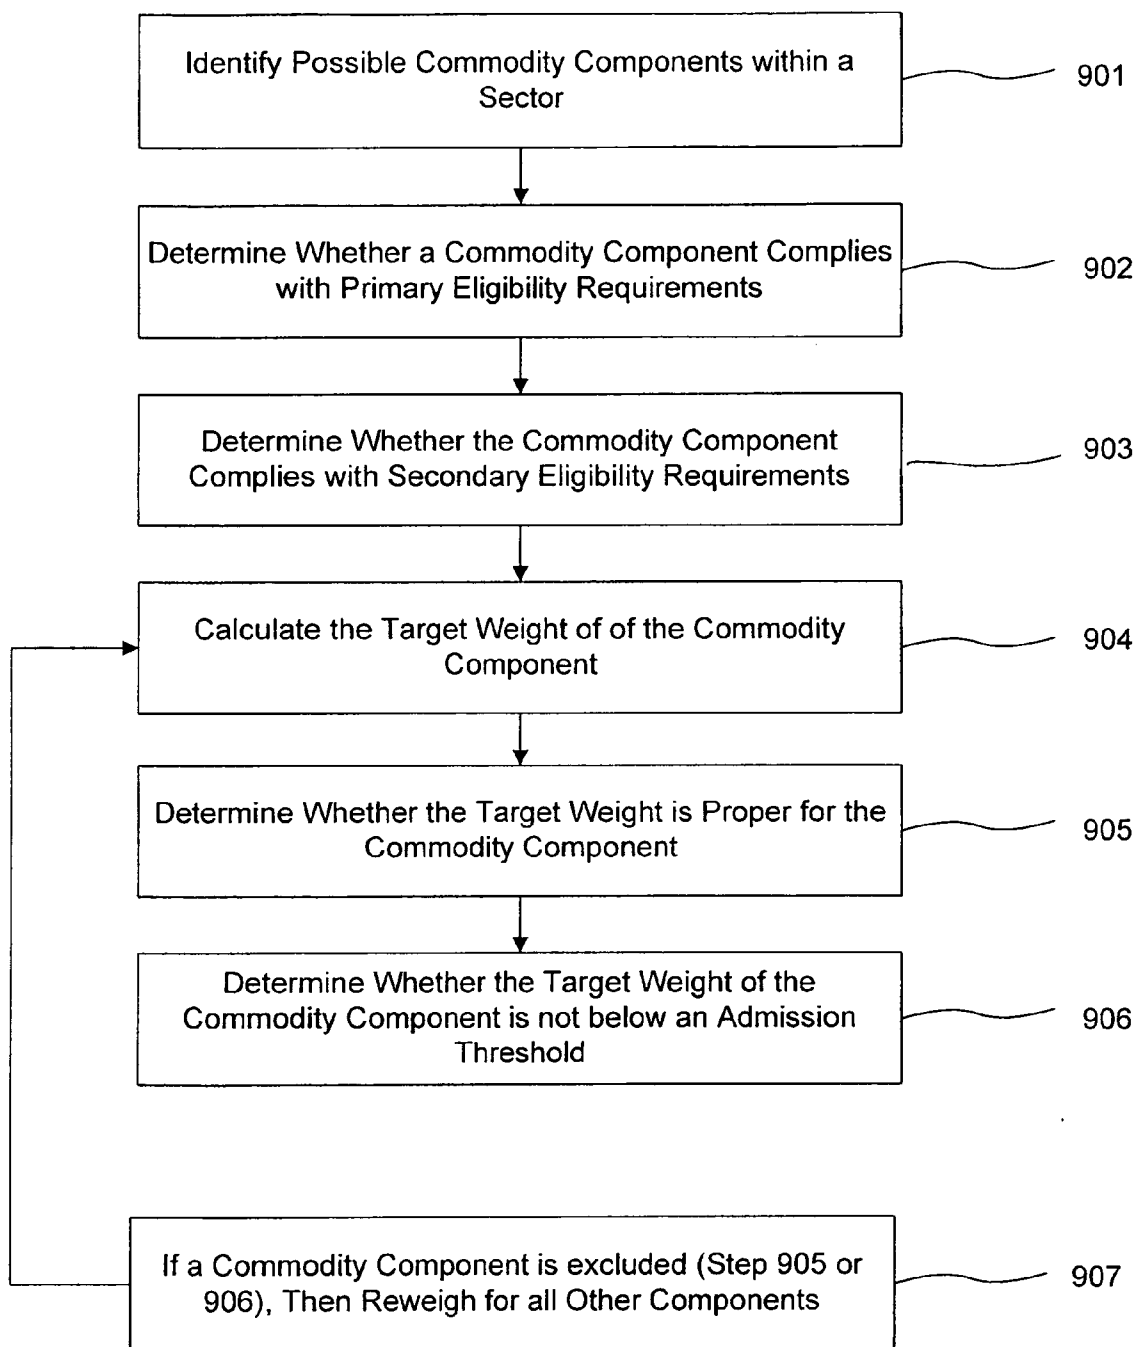 Identify Possible Commodity Components within a
Sector
901
Determine Whether a Commodity Component Complies
with Primary Eligibility Requirements
902
Determine Whether the Commodity Component
Complies with Secondary Eligibility Requirements
903
Calculate the Target Weight of of the Commodity
Component
904
Determine Whether the Target Weight is Proper for the
Commodity Component
905
Determine Whether the Target Weight of the
Commodity Component is not below an Admission
Threshold
906
If a Commodity Component is excluded (Step 905 or
906), Then Reweigh for all Other Components
907